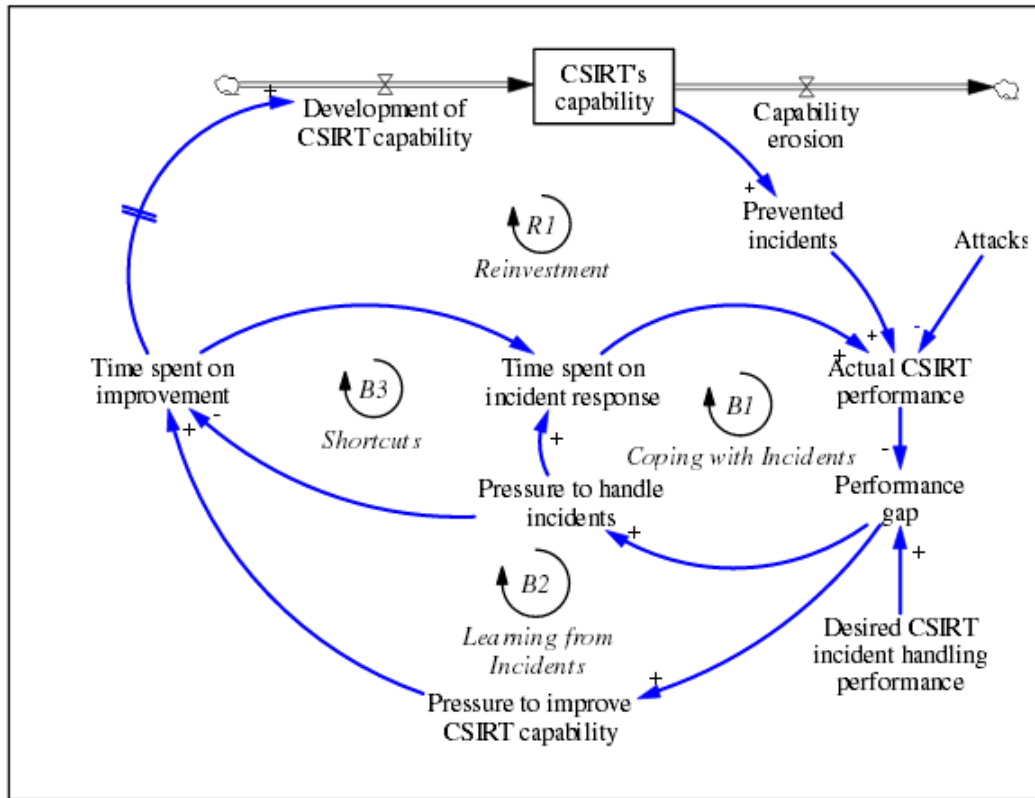 CSIRT's
capability
+
Development of
CSIRT capability
Capability
erosion
+
Prevented
incidents
Attacks
R1
Reinvestment
-
+
+
Time spent on
improvement
Time spent on
incident response
Actual CSIRT
performance
B3
Shortcuts
B1
Coping with Incidents
-
+
+
-
Pressure to handle
incidents
Performance
gap
+
+
B2
Learning from
Incidents
Desired CSIRT
incident handling
performance
+
Pressure to improve
CSIRT capability